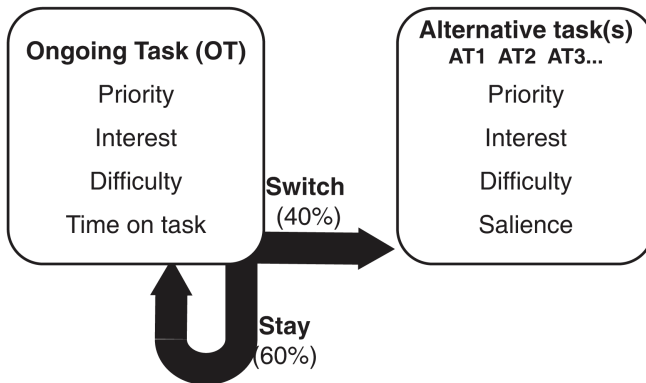 Ongoing Task (OT)
Priority
Interest
Difficulty
Time on task
Alternative task(s)
AT1 AT2 AT3...
Priority
Interest
Difficulty
Salience
Switch
(40%)
Stay
(60%)